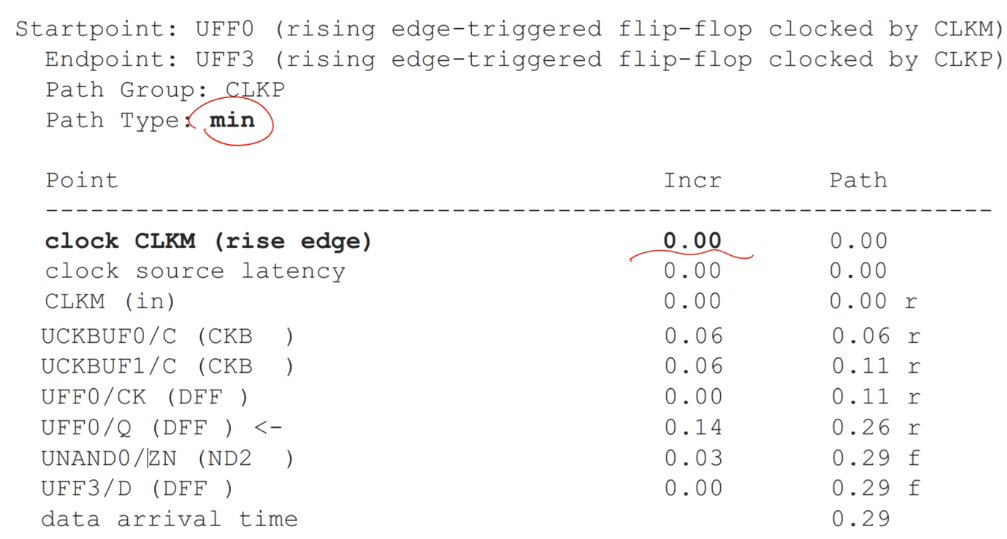 Startpoint: UFF0 (rising edge-triggered flip-flop clocked by CLKM)
Endpoint: UFF3 (rising edge-triggered flip-flop clocked by CLKP)
Path Group: CLKP
Path Type: min
Point Incr Path
----------------------------------------------------------------
clock CLKM (rise edge) 0.00 0.00
clock source latency 0.00 0.00
CLKM (in) 0.00 0.00 r
UCKBUF0/C (CKB ) 0.06 0.06 r
UCKBUF1/C (CKB ) 0.06 0.11 r
UFF0/CK (DFF ) 0.00 0.11 r
UFF0/Q (DFF ) <- 0.14 0.26 r
UNAND0/ZN (ND2 ) 0.03 0.29 f
UFF3/D (DFF ) 0.00 0.29 f
data arrival time 0.29